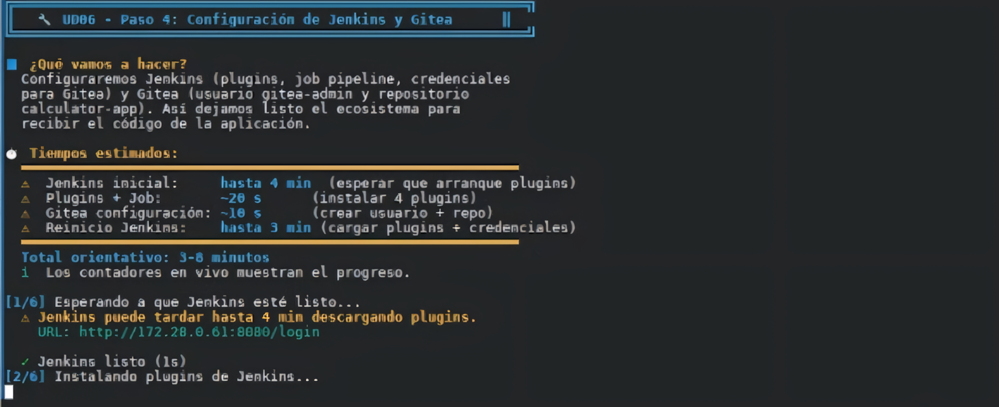 🔧 UD06 - Paso 4: Configuración de Jenkins y Gitea
¿Qué vamos a hacer?
Configuraremos Jenkins (plugins, job pipeline, credenciales
para Gitea) y Gitea (usuario gitea-admin y repositorio
calculator-app). Así dejamos listo el ecosistema para
recibir el código de la aplicación.
Tiempos estimados:
⚠ Jenkins inicial: hasta 4 min (esperar que arranque plugins)
⚠ Plugins + Job: ~20 s (instalar 4 plugins)
⚠ Gitea configuración: ~10 s (crear usuario + repo)
⚠ Reinicio Jenkins: hasta 3 min (cargar plugins + credenciales)
Total orientativo: 3-8 minutos
i Los contadores en vivo muestran el progreso.
[1/6] Esperando a que Jenkins esté listo...
⚠ Jenkins puede tardar hasta 4 min descargando plugins.
URL: http://172.28.0.61:8080/login
✓ Jenkins listo (1s)
[2/6] Instalando plugins de Jenkins...